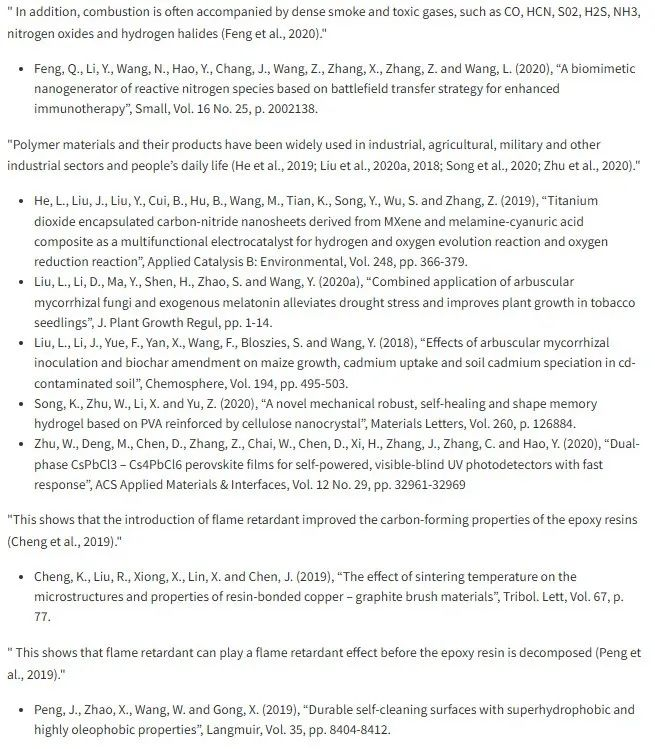 " In addition, combustion is often accompanied by dense smoke and toxic gases, such as CO, HCN, S02, H2S, NH3,
nitrogen oxides and hydrogen halides (Feng et al., 2020)."
• Feng, Q., Li, Y., Wang, N., Hao, Y., Chang, J., Wang, Z., Zhang, X., Zhang, Z. and Wang, L. (2020), “A biomimetic
nanogenerator of reactive nitrogen species based on battlefield transfer strategy for enhanced
immunotherapy”, Small, Vol. 16 No. 25, p. 2002138.
"Polymer materials and their products have been widely used in industrial, agricultural, military and other
industrial sectors and people’s daily life (He et al., 2019; Liu et al., 2020a, 2018; Song et al., 2020; Zhu et al., 2020)."
• He, L., Liu, J., Liu, Y., Cui, B., Hu, B., Wang, M., Tian, K., Song, Y., Wu, S. and Zhang, Z. (2019), “Titanium
dioxide encapsulated carbon-nitride nanosheets derived from MXene and melamine-cyanuric acid
composite as a multifunctional electrocatalyst for hydrogen and oxygen evolution reaction and oxygen
reduction reaction”, Applied Catalysis B: Environmental, Vol. 248, pp. 366-379.
• Liu, L., Li, D., Ma, Y., Shen, H., Zhao, S. and Wang, Y. (2020a), “Combined application of arbuscular
mycorrhizal fungi and exogenous melatonin alleviates drought stress and improves plant growth in tobacco
seedlings”, J. Plant Growth Regul, pp. 1-14.
• Liu, L., Li, J., Yue, F., Yan, X., Wang, F., Bloszies, S. and Wang, Y. (2018), “Effects of arbuscular mycorrhizal
inoculation and biochar amendment on maize growth, cadmium uptake and soil cadmium speciation in cd-
contaminated soil”, Chemosphere, Vol. 194, pp. 495-503.
• Song, K., Zhu, W., Li, X. and Yu, Z. (2020), “A novel mechanical robust, self-healing and shape memory
hydrogel based on PVA reinforced by cellulose nanocrystal”, Materials Letters, Vol. 260, p. 126884.
• Zhu, W., Deng, M., Chen, D., Zhang, Z., Chai, W., Chen, D., Xi, H., Zhang, J., Zhang, C. and Hao, Y. (2020), “Dual-
phase CsPbCl3 – Cs4PbCl6 perovskite films for self-powered, visible-blind UV photodetectors with fast
response”, ACS Applied Materials & Interfaces, Vol. 12 No. 29, pp. 32961-32969
"This shows that the introduction of flame retardant improved the carbon-forming properties of the epoxy resins
(Cheng et al., 2019)."
• Cheng, K., Liu, R., Xiong, X., Lin, X. and Chen, J. (2019), “The effect of sintering temperature on the
microstructures and properties of resin-bonded copper – graphite brush materials”, Tribol. Lett, Vol. 67, p.
77.
" This shows that flame retardant can play a flame retardant effect before the epoxy resin is decomposed (Peng et
al., 2019)."
• Peng, J., Zhao, X., Wang, W. and Gong, X. (2019), “Durable self-cleaning surfaces with superhydrophobic and
highly oleophobic properties”, Langmuir, Vol. 35, pp. 8404-8412.